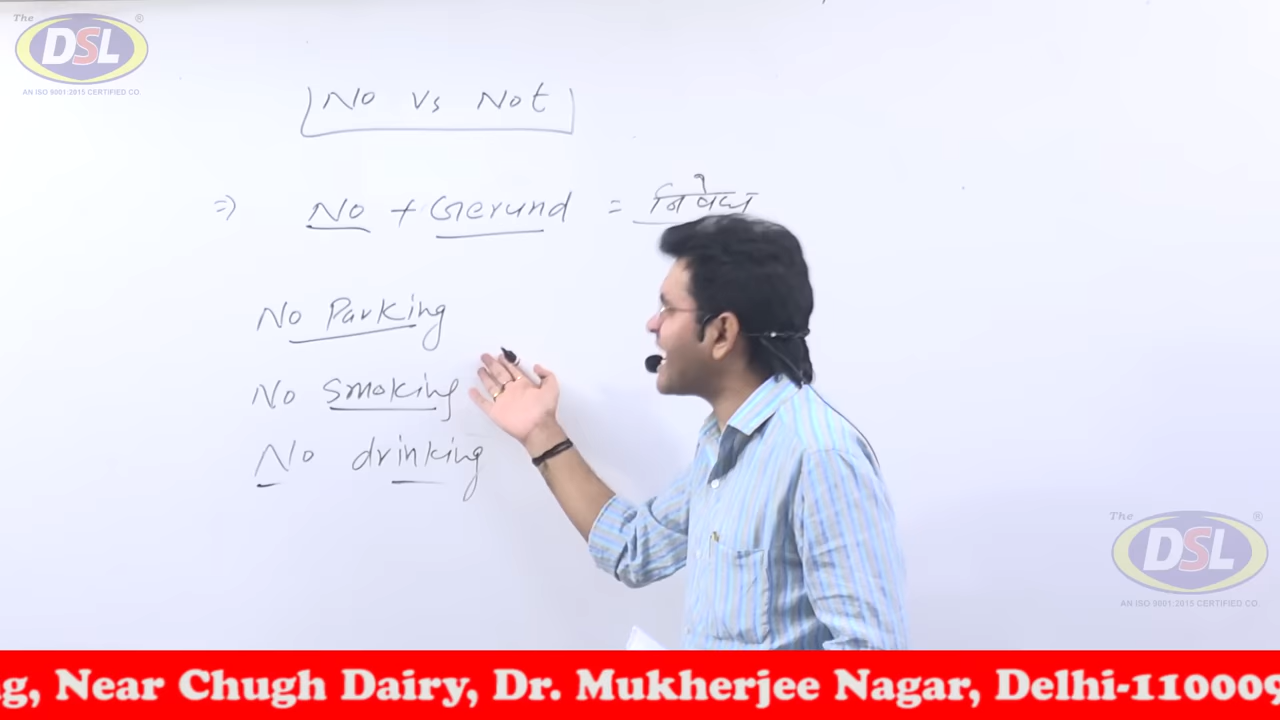 The DSL ®
AN ISO 9001:2015 CERTIFIED CO.
No vs Not
⇒ No + Gerund = निषेध
No Parking
No smoking
No drinking
The DSL ®
AN ISO 9001:2015 CERTIFIED CO.
g, Near Chugh Dairy, Dr. Mukherjee Nagar, Delhi-110009